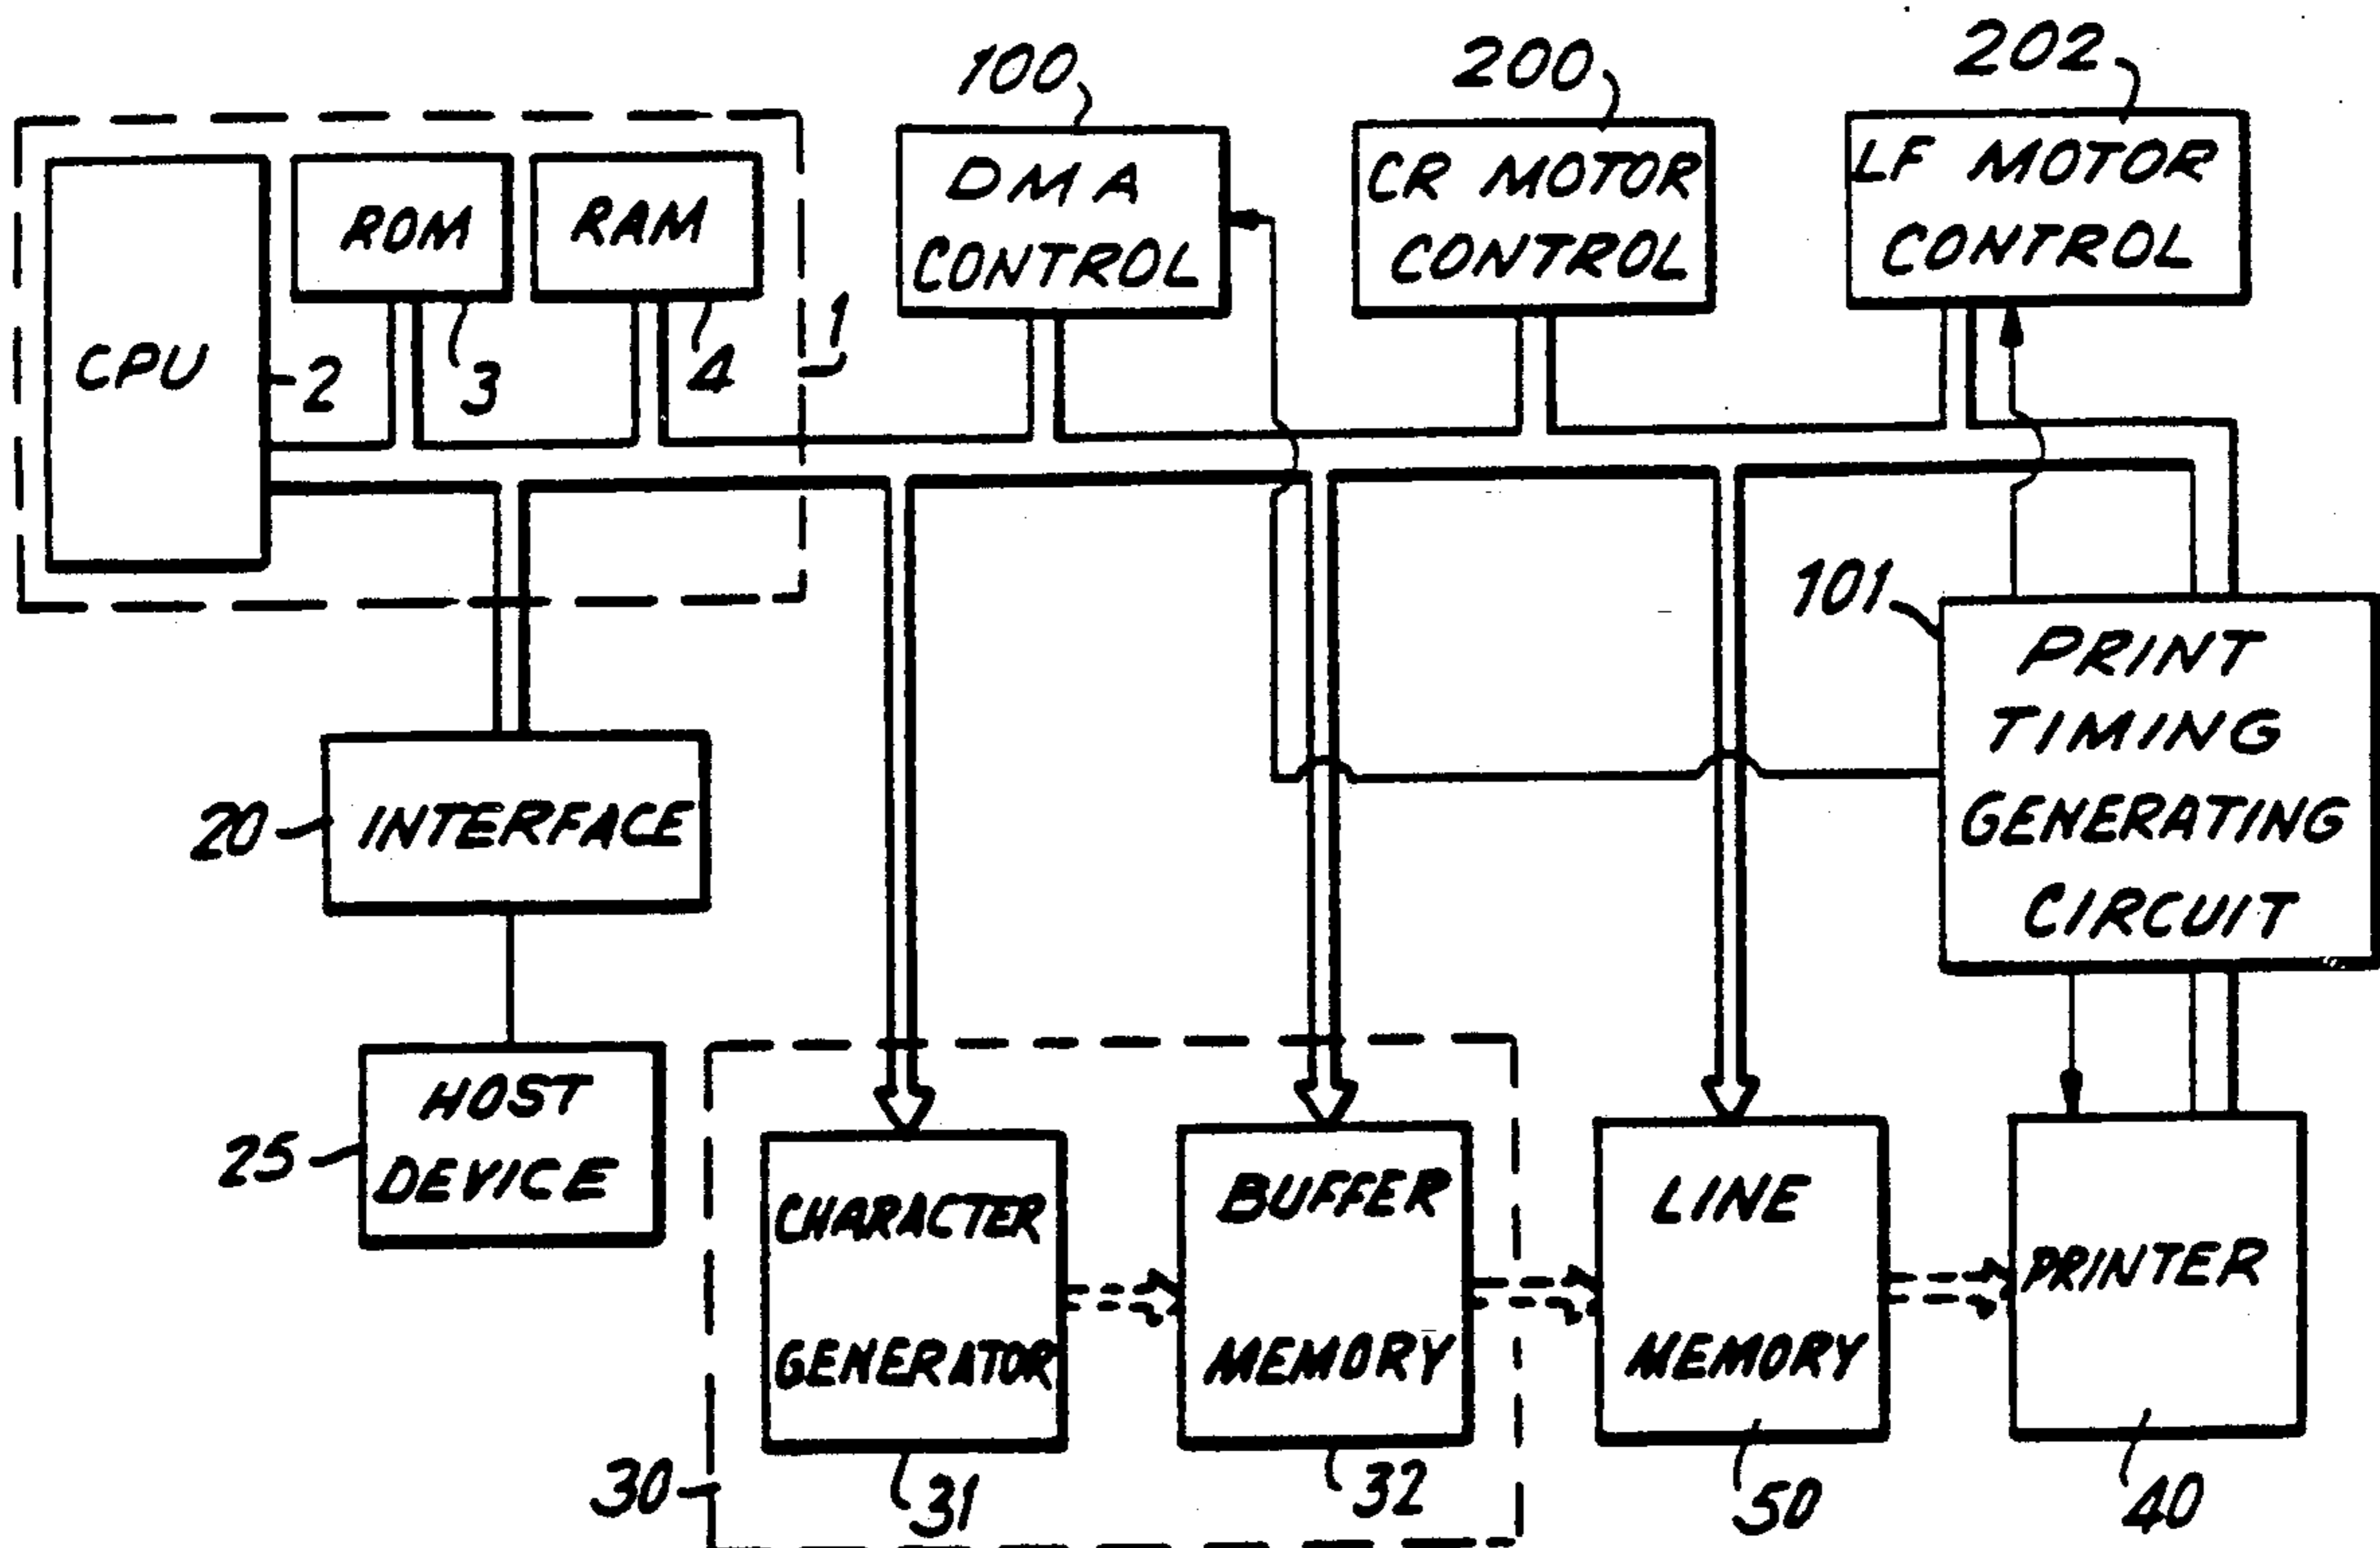 100
200
202
CPU
ROM
RAM
DMA
CONTROL
CR MOTOR
CONTROL
LF MOTOR
CONTROL
1
2
3
4
101
PRINT
TIMING
GENERATING
CIRCUIT
20
INTERFACE
25
HOST
DEVICE
CHARACTER
GENERATOR
BUFFER
MEMORY
LINE
MEMORY
PRINTER
30
31
32
50
40